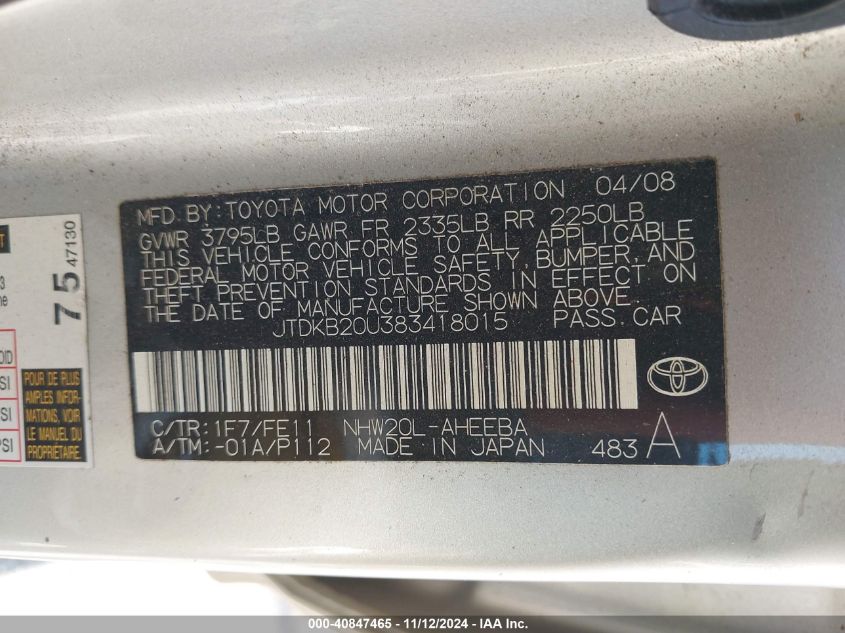 MFD. BY: TOYOTA MOTOR CORPORATION 04/08
GVWR 3795LB GAWR FR 2335LB RR 2250LB
THIS VEHICLE CONFORMS TO ALL APPLICABLE
FEDERAL MOTOR VEHICLE SAFETY, BUMPER, AND
THEFT PREVENTION STANDARDS IN EFFECT ON
THE DATE OF MANUFACTURE SHOWN ABOVE.
JTDKB20U383418015 PASS. CAR
C/TR: 1F7/FE11 NHW20L-AHEEBA
A/TM: -01A/P112 MADE IN JAPAN 483 A
75 47130
POUR DE PLUS
AMPLES INFOR-
MATIONS, VOIR
LE MANUEL DU
PROPRIÉTAIRE.
000-40847465 - 11/12/2024 - © IAA, Inc.